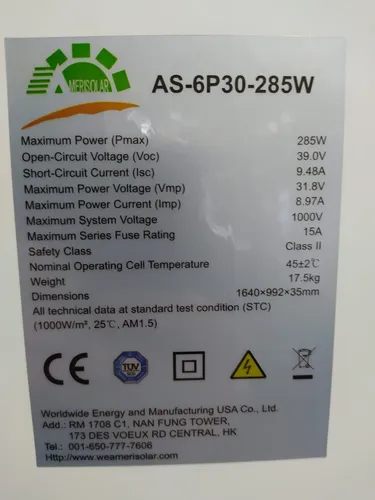 AMERISOLAR
AS-6P30-285W
Maximum Power (Pmax) 285W
Open-Circuit Voltage (Voc) 39.0V
Short-Circuit Current (Isc) 9.48A
Maximum Power Voltage (Vmp) 31.8V
Maximum Power Current (Imp) 8.97A
Maximum System Voltage 1000V
Maximum Series Fuse Rating 15A
Safety Class Class II
Nominal Operating Cell Temperature 45±2℃
Weight 17.5kg
Dimensions 1640×992×35mm
All technical data at standard test condition (STC)
(1000W/m², 25℃, AM1.5)
CE TÜV
Worldwide Energy and Manufacturing USA Co., Ltd.
Add.: RM 1708 C1, NAN FUNG TOWER,
173 DES VOEUX RD CENTRAL, HK
Tel.: 001-650-777-7606
Http://www.weamerisolar.com